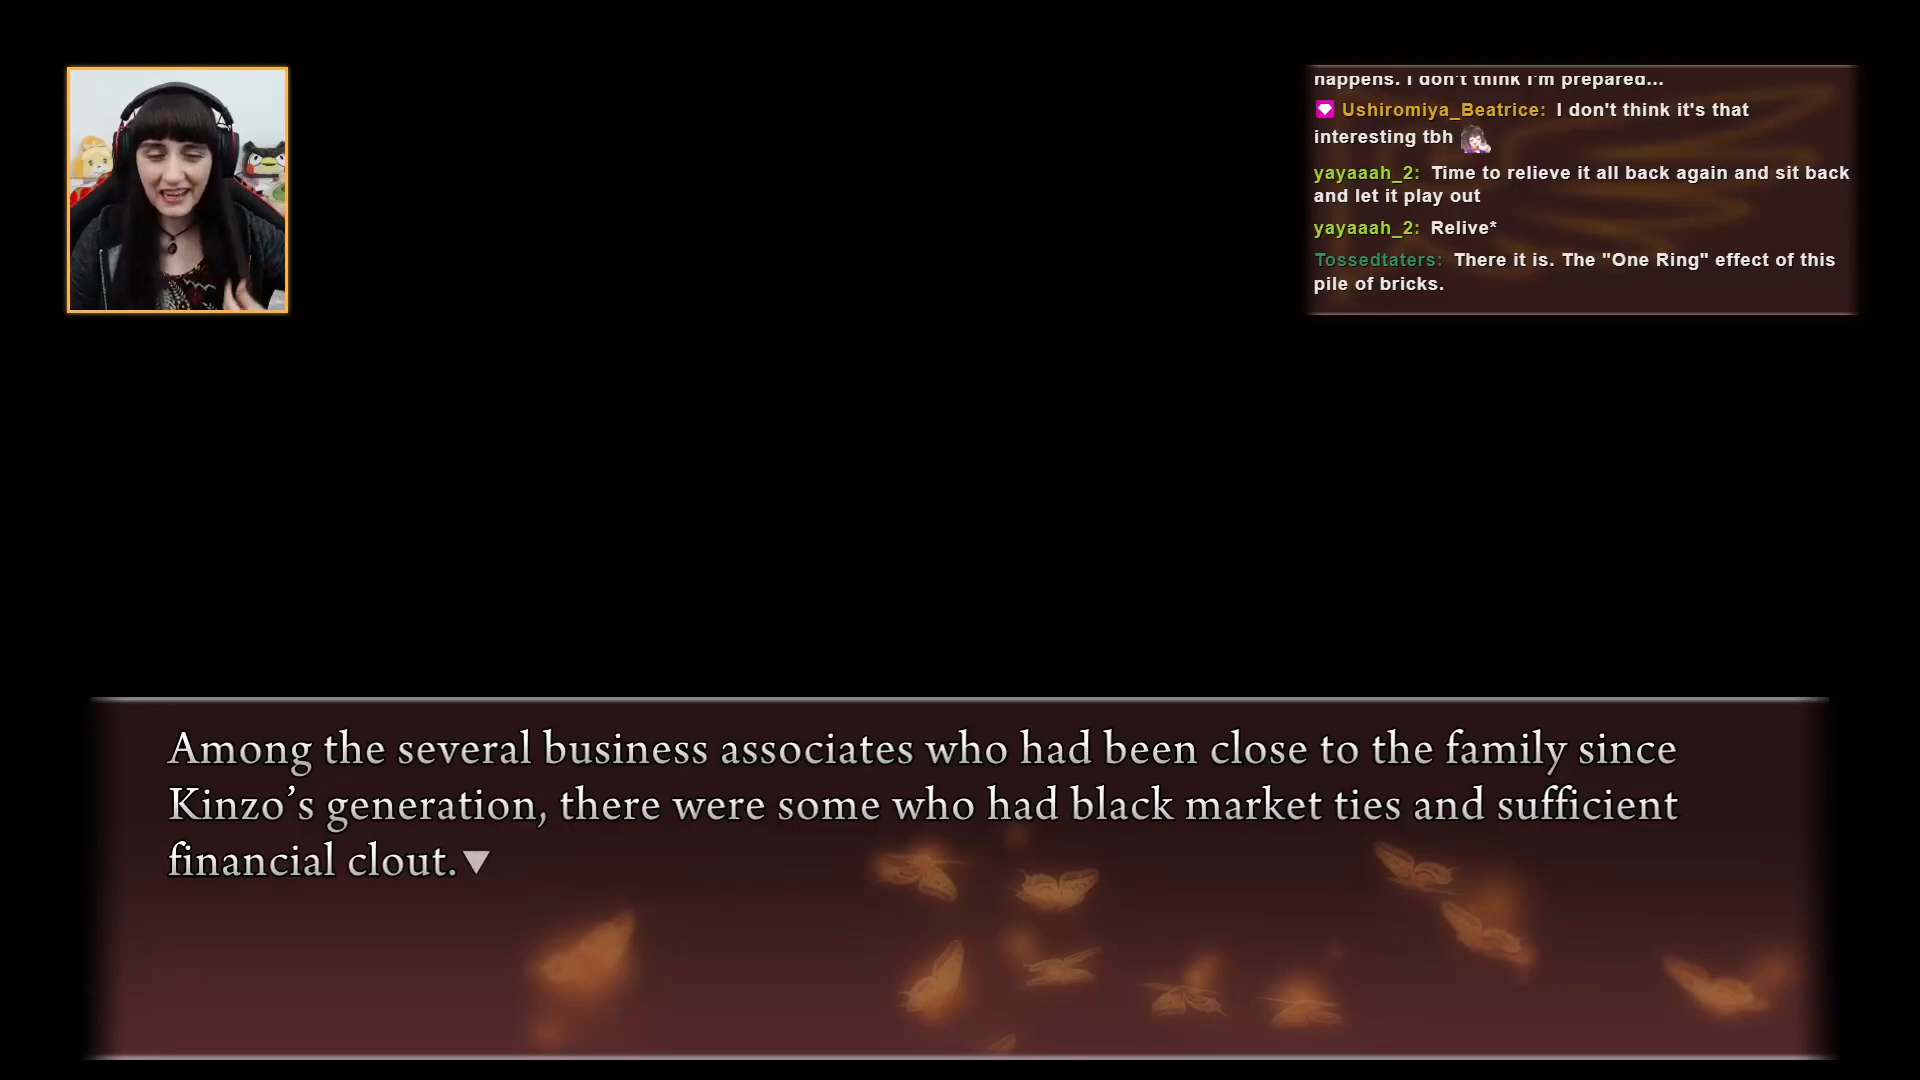 happens. I don't think I'm prepared...
Ushiromiya_Beatrice: I don't think it's that
interesting tbh
yayaaah_2: Time to relieve it all back again and sit back
and let it play out
yayaaah_2: Relive*
Tossedtaters: There it is. The "One Ring" effect of this
pile of bricks.
Among the several business associates who had been close to the family since
Kinzo’s generation, there were some who had black market ties and sufficient
financial clout.